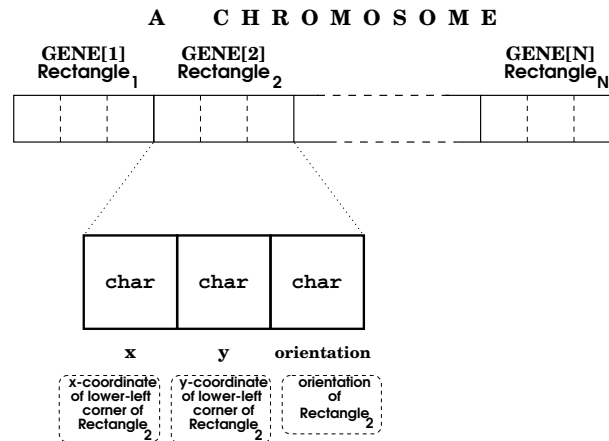 A CHROMOSOME
GENE[1] GENE[2] GENE[N]
Rectangle1 Rectangle2 RectangleN
char char char
x y orientation
x-coordinate y-coordinate orientation
of lower-left of lower-left of
corner of corner of Rectangle2
Rectangle2 Rectangle2